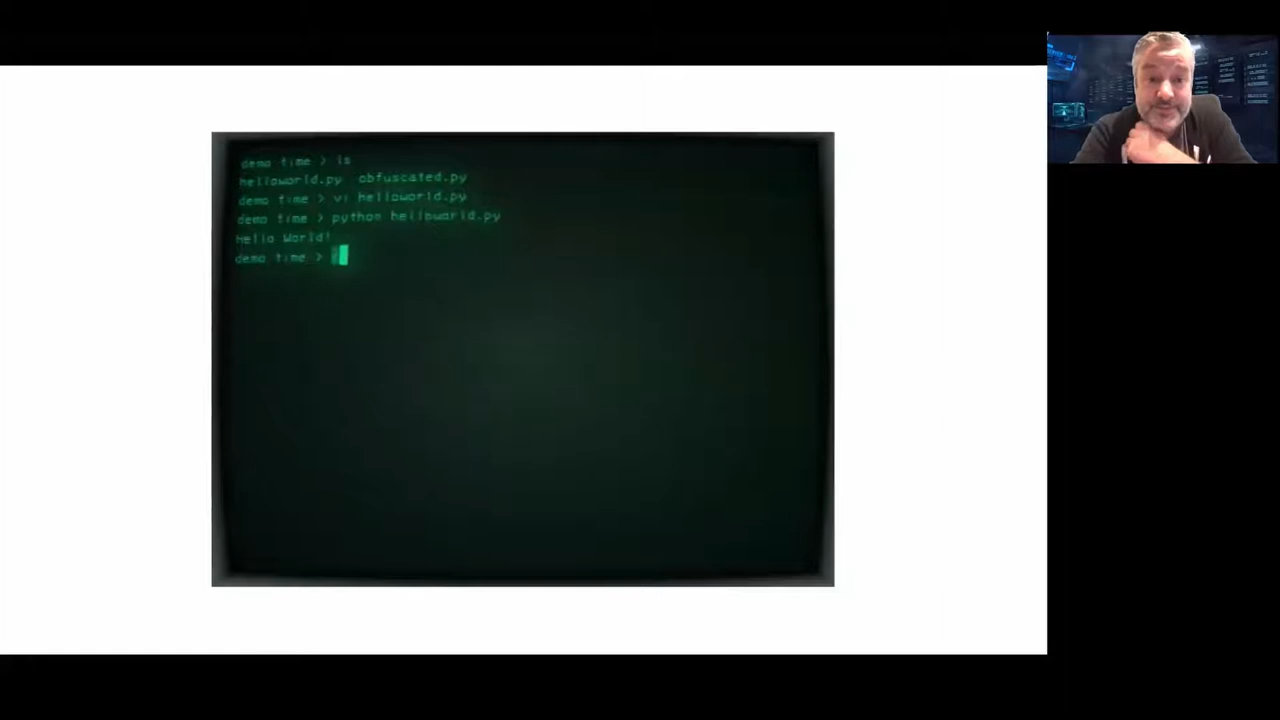 demo time > ls
helloworld.py obfuscated.py
demo time > vi helloworld.py
demo time > python helloworld.py
hello World!
demo time >